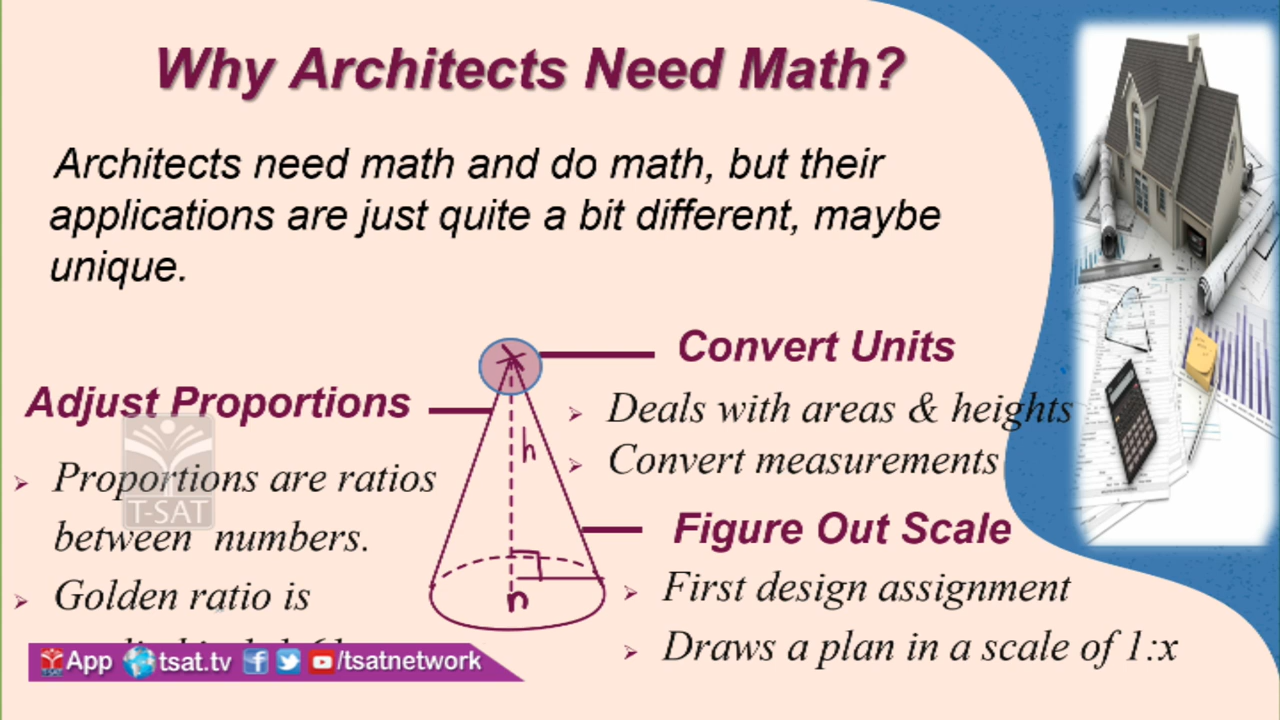 Why Architects Need Math?
Architects need math and do math, but their
applications are just quite a bit different, maybe
unique.
Adjust Proportions
Proportions are ratios
between numbers.
Golden ratio is
Convert Units
Deals with areas & heights
Convert measurements
Figure Out Scale
First design assignment
Draws a plan in a scale of 1:x
h
T-SAT
App tsat.tv /tsatnetwork